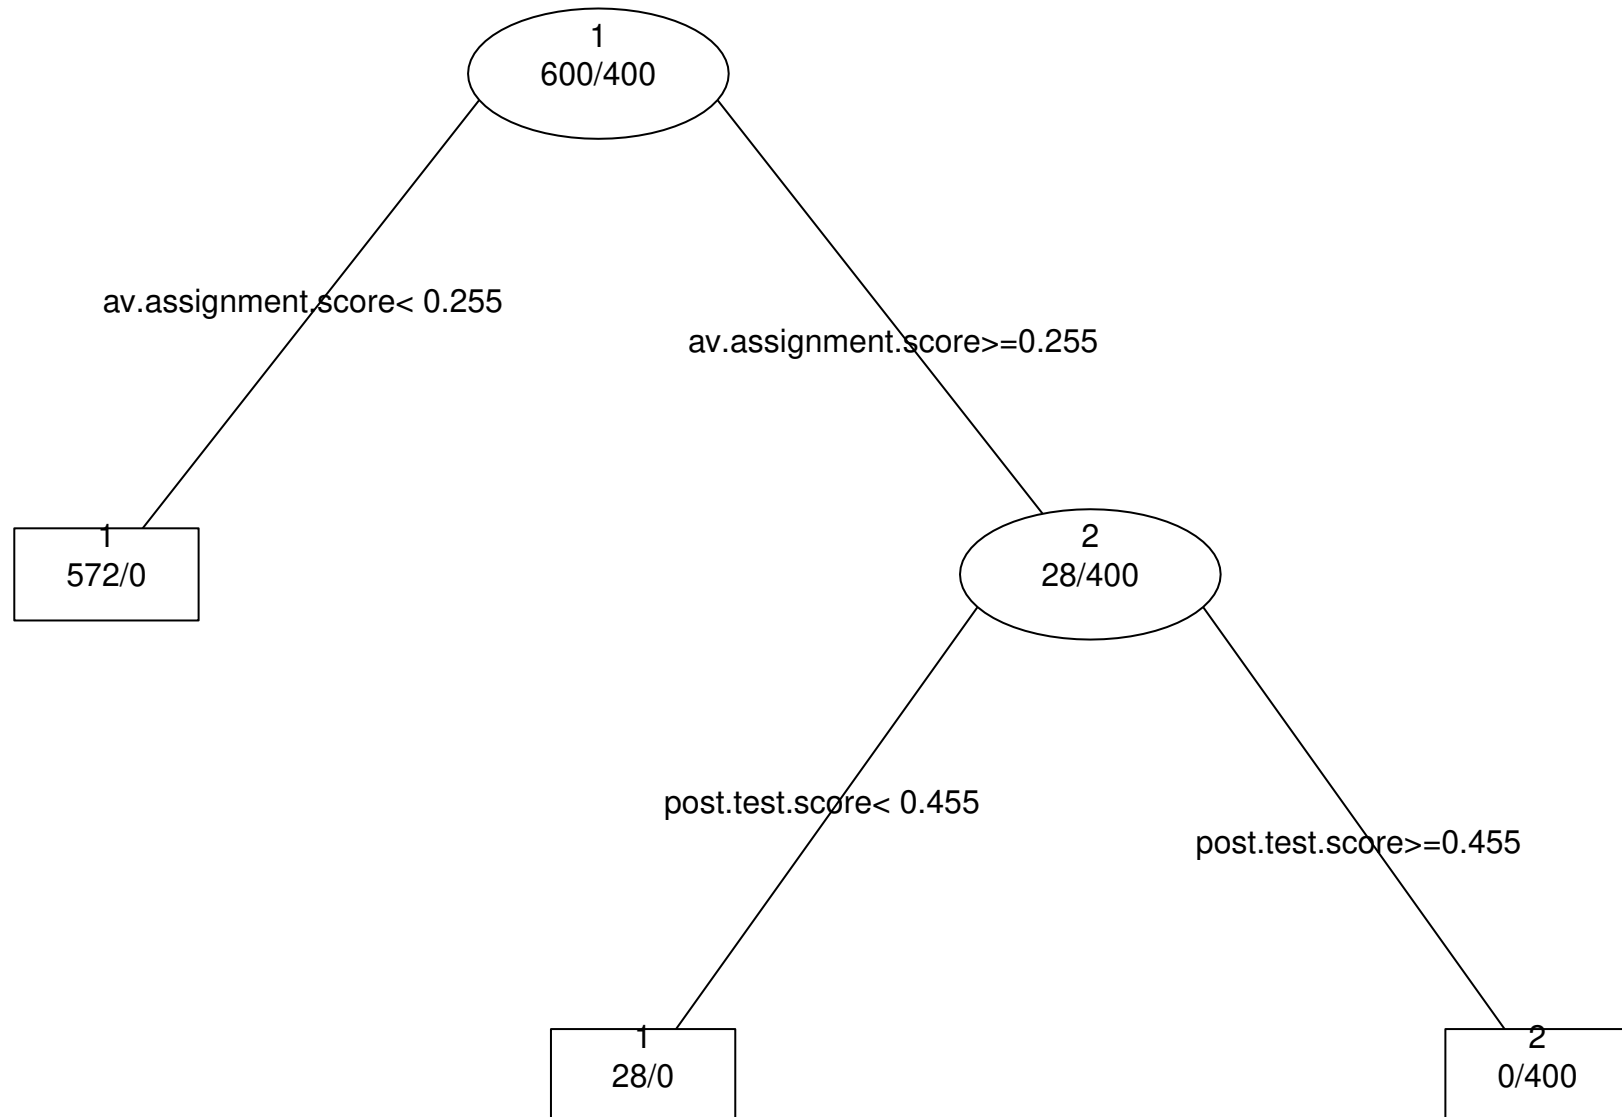 1
600/400
av.assignment.score< 0.255
av.assignment.score>=0.255
1
572/0
2
28/400
post.test.score< 0.455
post.test.score>=0.455
1
28/0
2
0/400